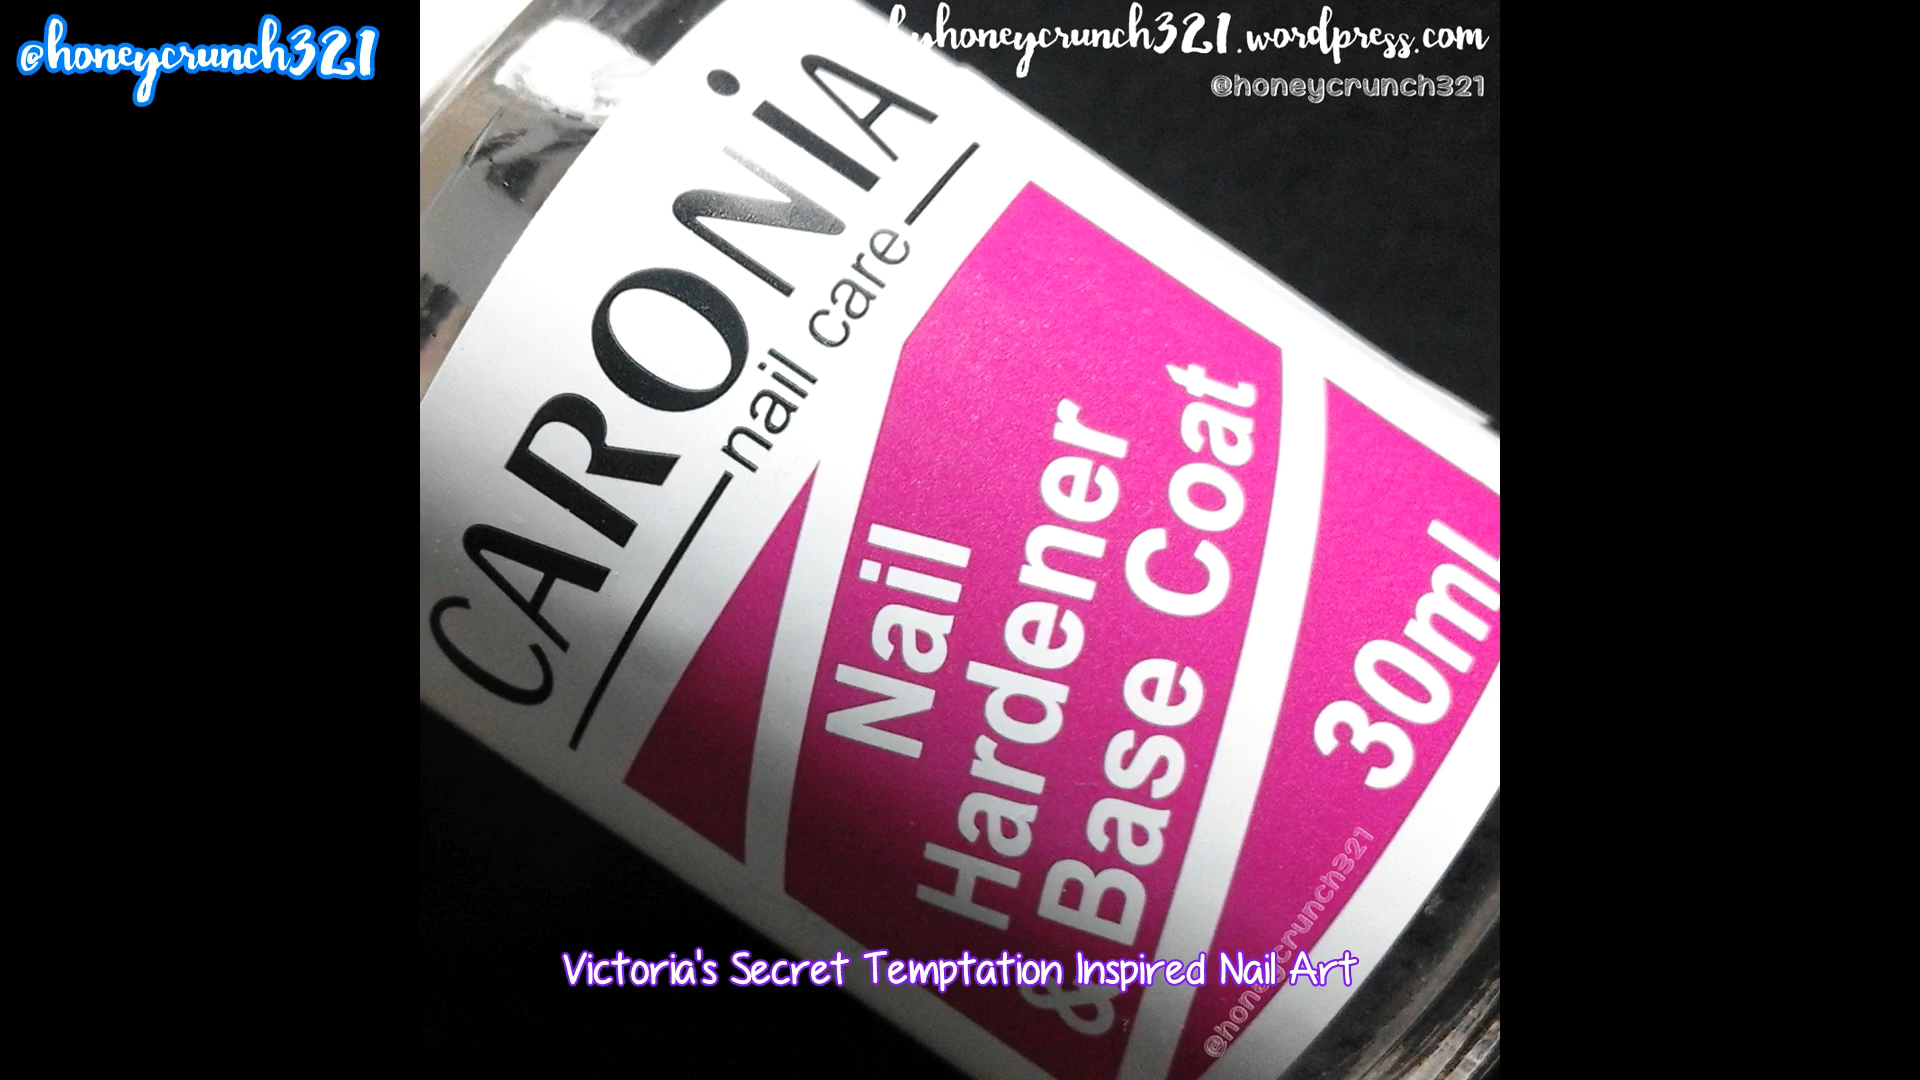 @honeycrunch321
yhoneycrunch321.wordpress.com
@honeycrunch321
CARONiA
nail care
Nail
Hardener
& Base Coat
30ml
@honeycrunch321
Victoria's Secret Temptation Inspired Nail Art